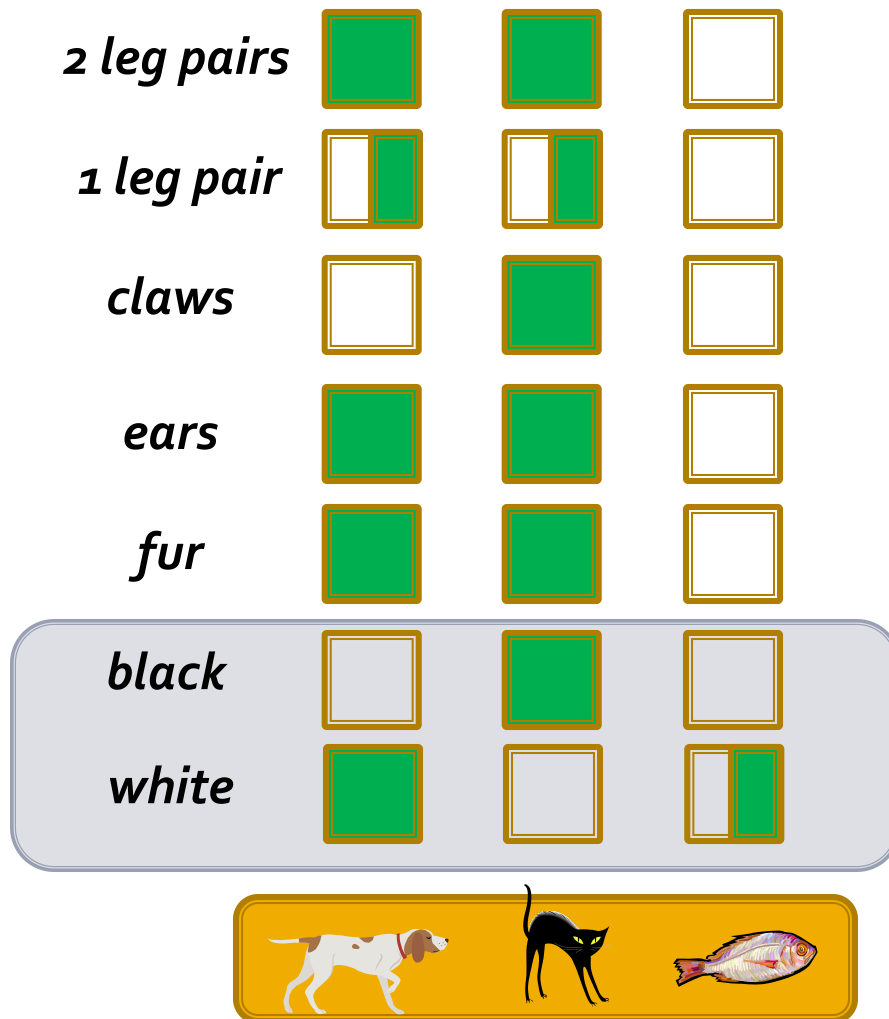 2 leg pairs
1 leg pair
claws
ears
fur
black
white